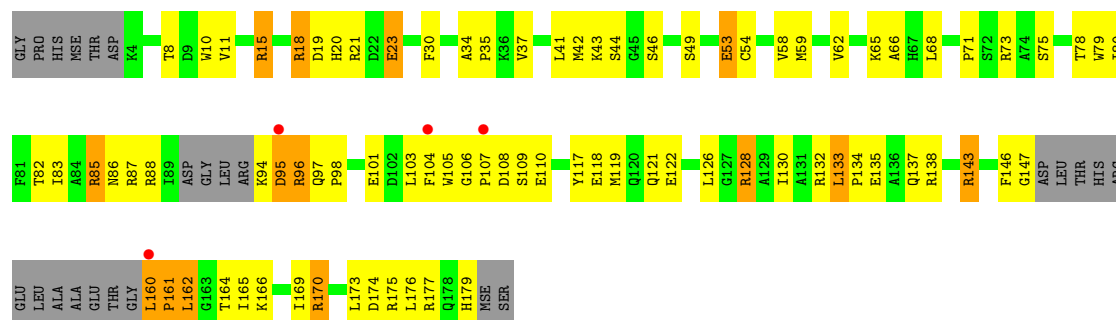 GLY PRO HIS MSE THR ASP K4 T8 D9 W10 V11 R15 R18 D19 H20 R21 D22 E23 F30 A34 P35 K36 V37 L41 M42 K43 S44 G45 S46 S49 E53 C54 V58 M59 V62 K65 A66 H67 L68 P71 S72 R73 A74 S75 T78 W79
F81 T82 I83 A84 R85 N86 R87 R88 I89 ASP GLY LEU ARG K94 D95 R96 Q97 P98 E101 D102 L103 F104 W105 G106 P107 D108 S109 E110 Y117 E118 M119 Q120 Q121 E122 L126 G127 R128 A129 I130 A131 R132 L133 P134 E135 A136 Q137 R138 R143 F146 G147 ASP LEU THR HIS
GLU LEU ALA ALA GLU THR GLY L160 P161 L162 G163 T164 I165 K166 I169 R170 L173 D174 R175 L176 R177 Q178 H179 MSE SER